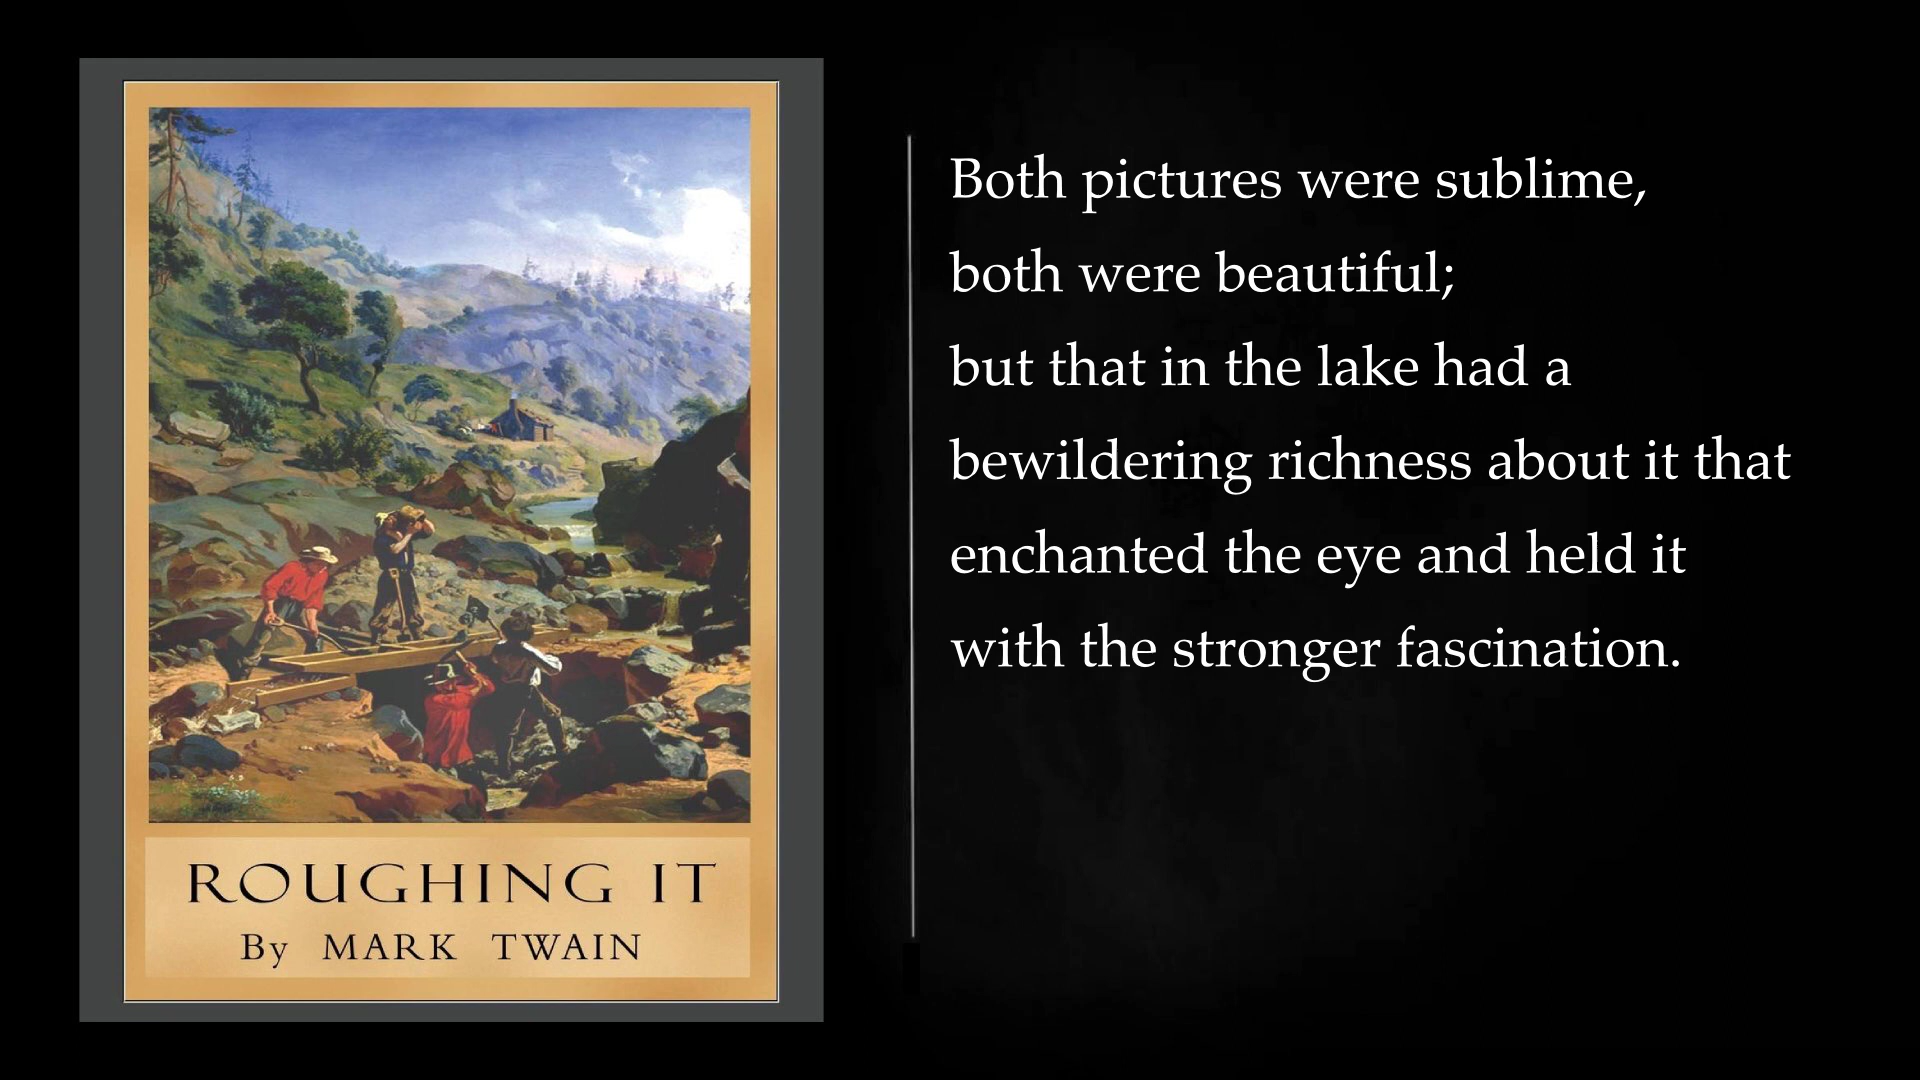 ROUGHING IT
By MARK TWAIN
Both pictures were sublime,
both were beautiful;
but that in the lake had a
bewildering richness about it that
enchanted the eye and held it
with the stronger fascination.